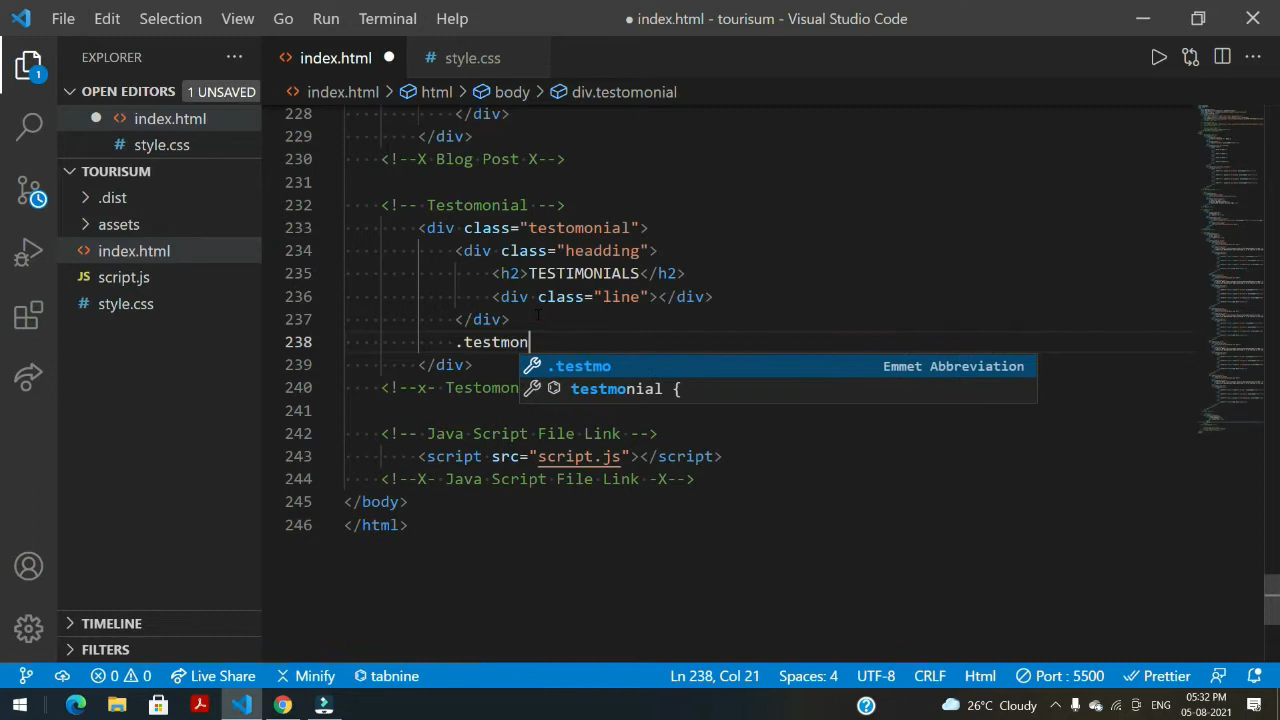 File Edit Selection View Go Run Terminal Help ● index.html - tourisum - Visual Studio Code
EXPLORER ··· index.html ● style.css ···
OPEN EDITORS 1 UNSAVED index.html > html > body > div.testomonial
● index.html
style.css
TOURISUM
.dist
assets
index.html
script.js
style.css
1
228 </div>
229 </div>
230 <!--X Blog Post X-->
231
232 <!-- Testomonial -->
233 <div class="testomonial">
234 <div class="headding">
235 <h2>TESTIMONIALS</h2>
236 <div class="line"></div>
237 </div>
238 .testmon
.testmo Emmet Abbreviation
testmonial {
239 </div>
240 <!--x- Testomon
241
242 <!-- Java Script File Link -->
243 <script src="script.js"></script>
244 <!--X- Java Script File Link -X-->
245 </body>
246 </html>
TIMELINE
FILTERS
0 0 Live Share Minify tabnine Ln 238, Col 21 Spaces: 4 UTF-8 CRLF Html Port : 5500 Prettier
26°C Cloudy ENG 05:32 PM
05-08-2021